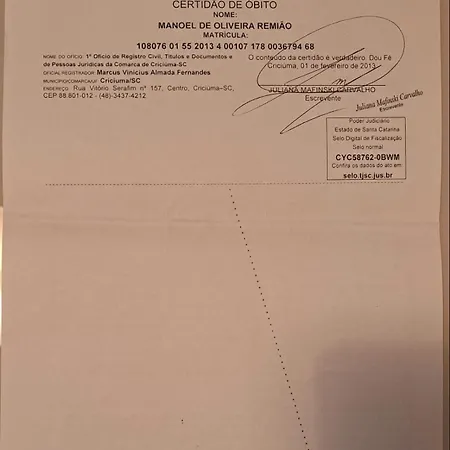 CERTIDÃO DE ÓBITO
NOME:
MANOEL DE OLIVEIRA REMIÃO
MATRÍCULA:
108076 01 55 2013 4 00107 178 0036794 68
NOME DO OFÍCIO: 1º Ofício de Registro Civil, Títulos e Documentos e
de Pessoas Jurídicas da Comarca de Criciúma-SC
OFICIAL REGISTRADOR: Marcus Vinicius Almada Fernandes
MUNICÍPIO/COMARCA: Criciúma/SC
ENDEREÇO: Rua Vitório Serafim nº 157, Centro, Criciúma-SC,
CEP 88.801-012 - (48)-3437-4212
O conteúdo da certidão é verdadeiro. Dou Fé
Criciúma, 01 de fevereiro de 2013.
JULIANA MAFINSKI CARVALHO
Escrevente
Juliana Mafinski Carvalho
Escrevente
Poder Judiciário
Estado de Santa Catarina
Selo Digital de Fiscalização
Selo normal
CYC58762-0BWM
Confira os dados do ato em:
selo.tjsc.jus.br